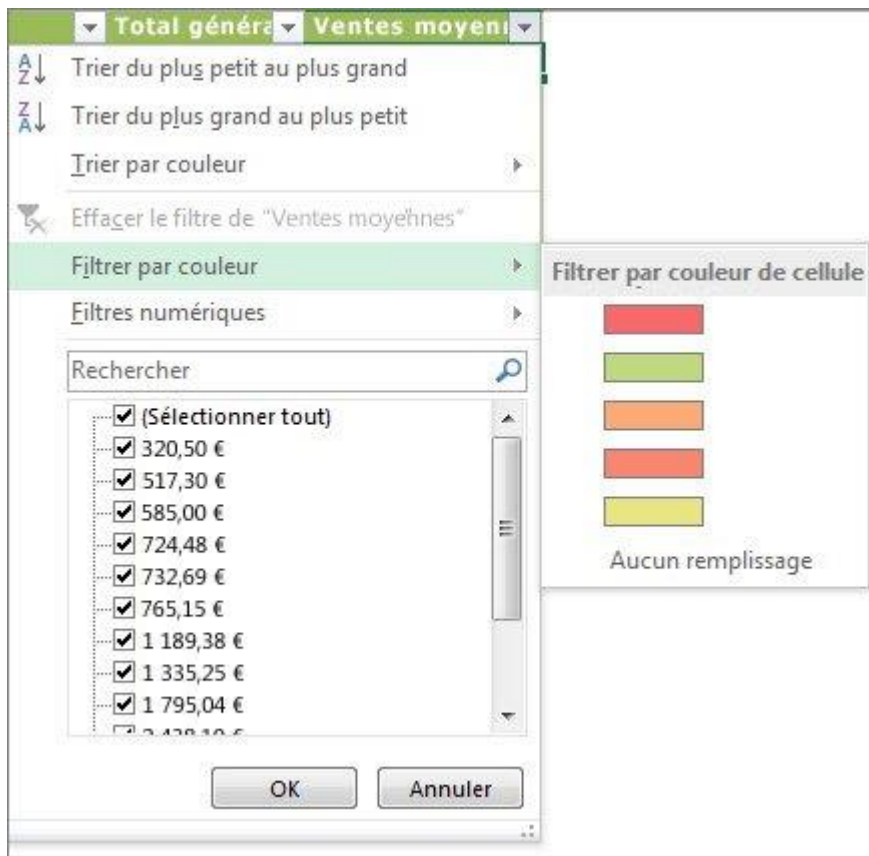 Total généra Ventes moyen
Trier du plus petit au plus grand
Trier du plus grand au plus petit
Trier par couleur
Effacer le filtre de "Ventes moyennes"
Filtrer par couleur
Filtres numériques
Rechercher
(Sélectionner tout)
320,50 €
517,30 €
585,00 €
724,48 €
732,69 €
765,15 €
1 189,38 €
1 335,25 €
1 795,04 €
OK Annuler
Filtrer par couleur de cellule
Aucun remplissage